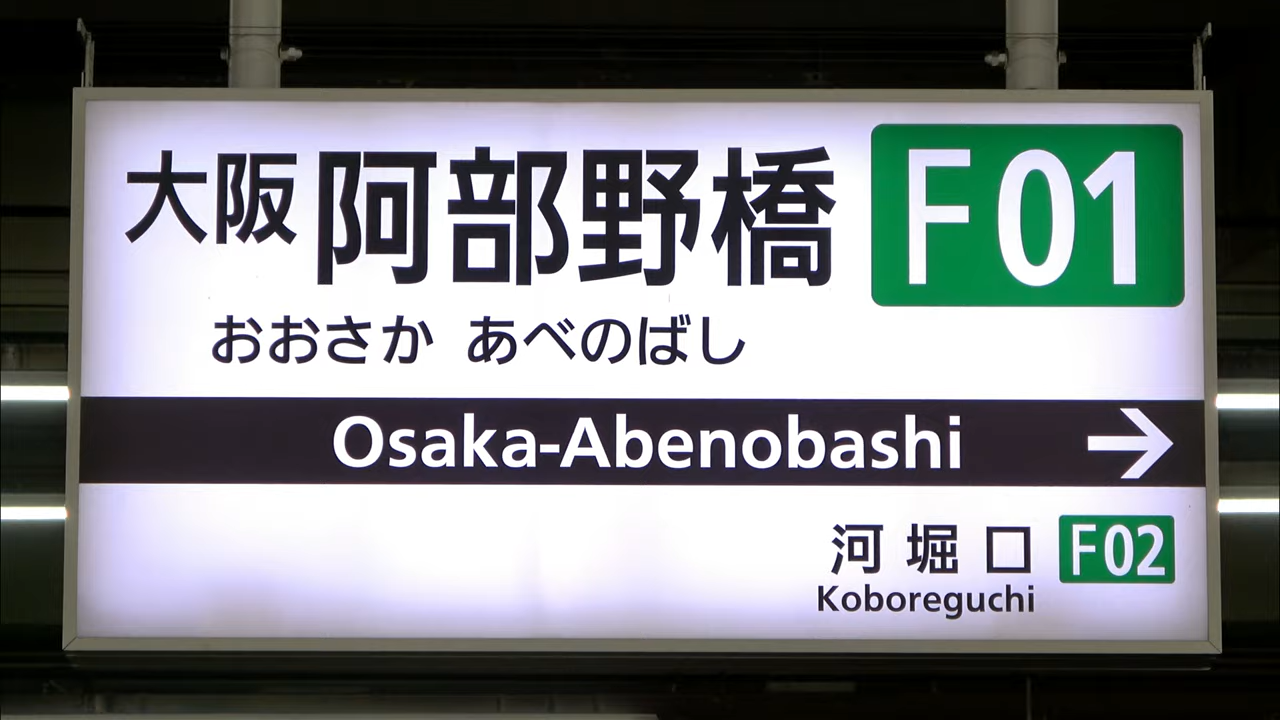 大阪 阿部野橋 F01
おおさか あべのばし
Osaka-Abenobashi →
河堀口 F02
Koboreguchi